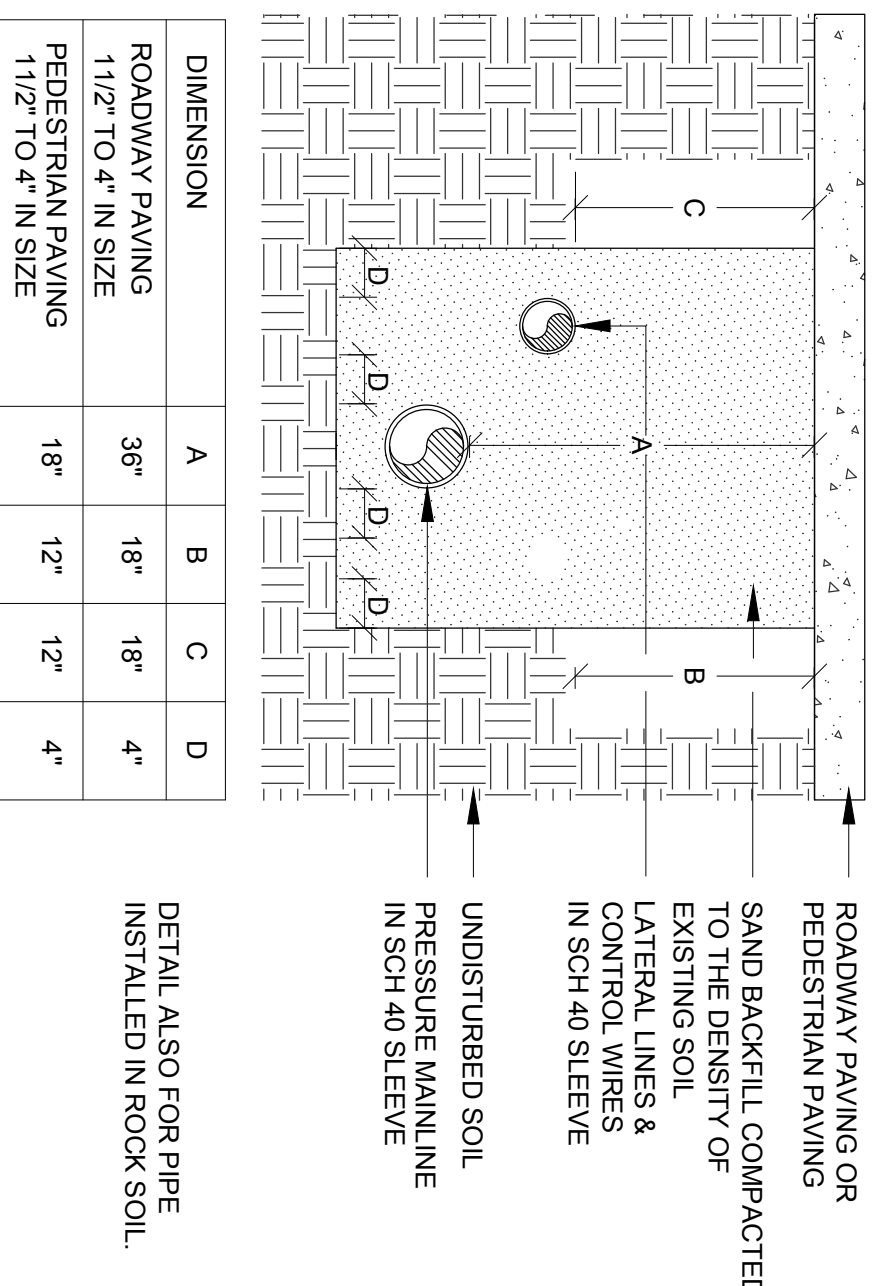 ROADWAY PAVING OR
PEDESTRIAN PAVING
SAND BACKFILL COMPACTED
TO THE DENSITY OF
EXISTING SOIL
LATERAL LINES &
CONTROL WIRES
IN SCH 40 SLEEVE
UNDISTURBED SOIL
PRESSURE MAINLINE
IN SCH 40 SLEEVE
C
A
B
D
D
D
D
DIMENSION A B C D
ROADWAY PAVING
11/2" TO 4" IN SIZE 36" 18" 18" 4"
PEDESTRIAN PAVING
11/2" TO 4" IN SIZE 18" 12" 12" 4"
DETAIL ALSO FOR PIPE
INSTALLED IN ROCK SOIL.